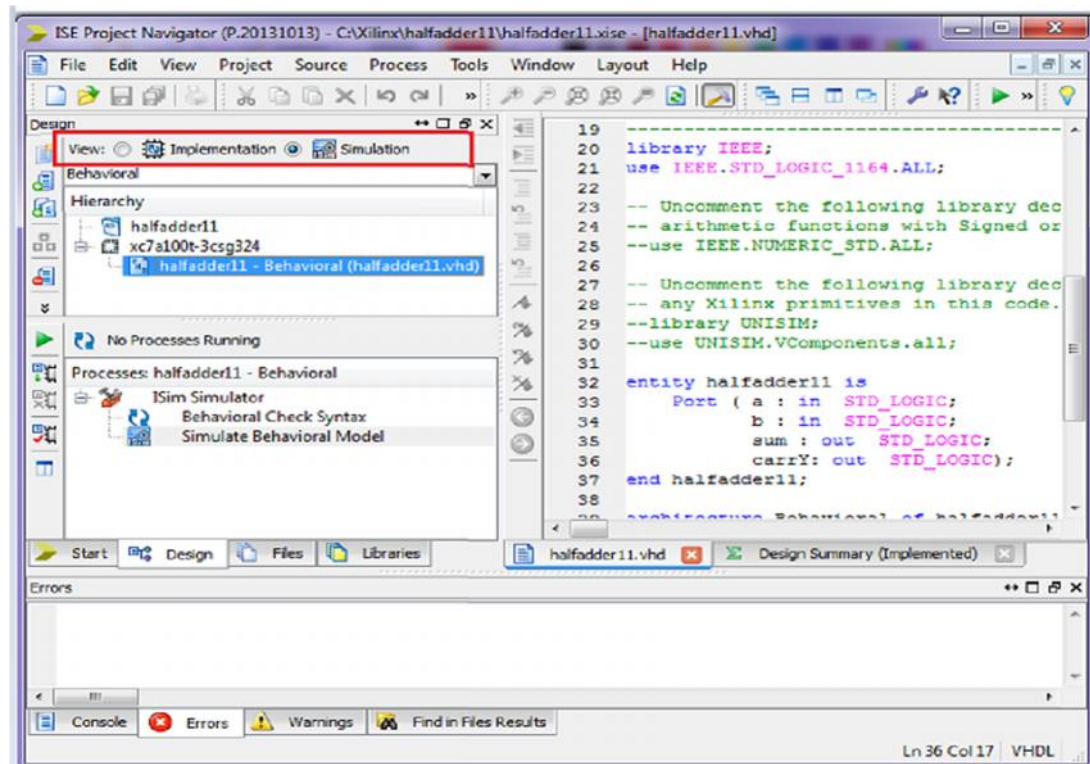 ISE Project Navigator (P.20131013) - C:\Xilinx\halfadder11\halfadder11.xise - [halfadder11.vhd]
File Edit View Project Source Process Tools Window Layout Help
Design
View: Implementation Simulation
Behavioral
Hierarchy
halfadder11
xc7a100t-3csg324
halfadder11 - Behavioral (halfadder11.vhd)
No Processes Running
Processes: halfadder11 - Behavioral
ISim Simulator
Behavioral Check Syntax
Simulate Behavioral Model
Start Design Files Libraries
19 ----------------------------------------------------
20 library IEEE;
21 use IEEE.STD_LOGIC_1164.ALL;
22
23 -- Uncomment the following library dec
24 -- arithmetic functions with Signed or
25 --use IEEE.NUMERIC_STD.ALL;
26
27 -- Uncomment the following library dec
28 -- any Xilinx primitives in this code.
29 --library UNISIM;
30 --use UNISIM.VComponents.all;
31
32 entity halfadder11 is
33 Port ( a : in STD_LOGIC;
34 b : in STD_LOGIC;
35 sum : out STD_LOGIC;
36 carrY: out STD_LOGIC);
37 end halfadder11;
38
halfadder11.vhd Design Summary (Implemented)
Errors
Console Errors Warnings Find in Files Results
Ln 36 Col 17 VHDL